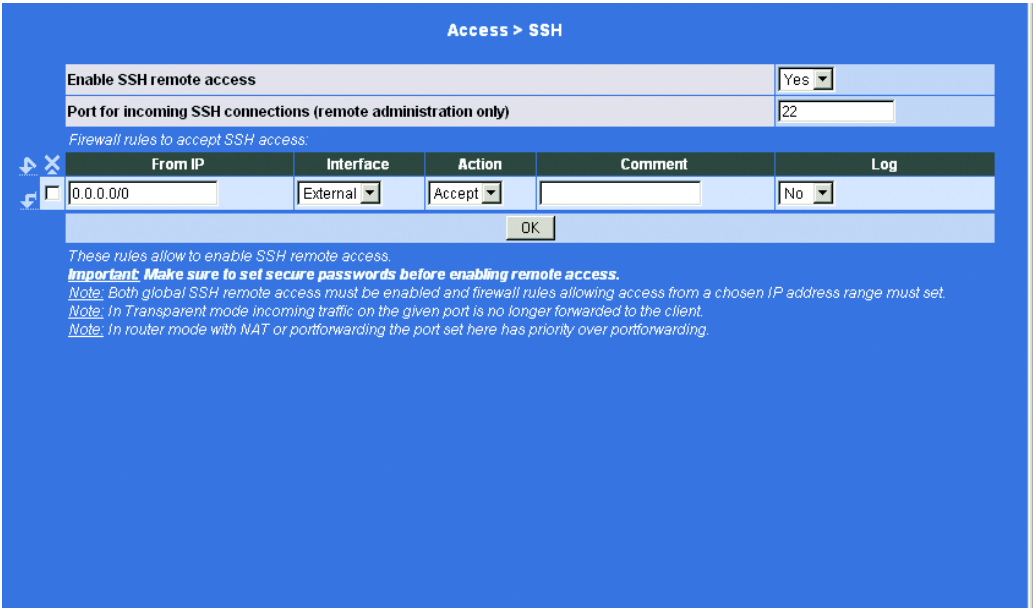 Access > SSH
Enable SSH remote access Yes
Port for incoming SSH connections (remote administration only) 22
Firewall rules to accept SSH access:
From IP Interface Action Comment Log
0.0.0.0/0 External Accept No
OK
These rules allow to enable SSH remote access.
Important: Make sure to set secure passwords before enabling remote access.
Note: Both global SSH remote access must be enabled and firewall rules allowing access from a chosen IP address range must set.
Note: In Transparent mode incoming traffic on the given port is no longer forwarded to the client.
Note: In router mode with NAT or portforwarding the port set here has priority over portforwarding.